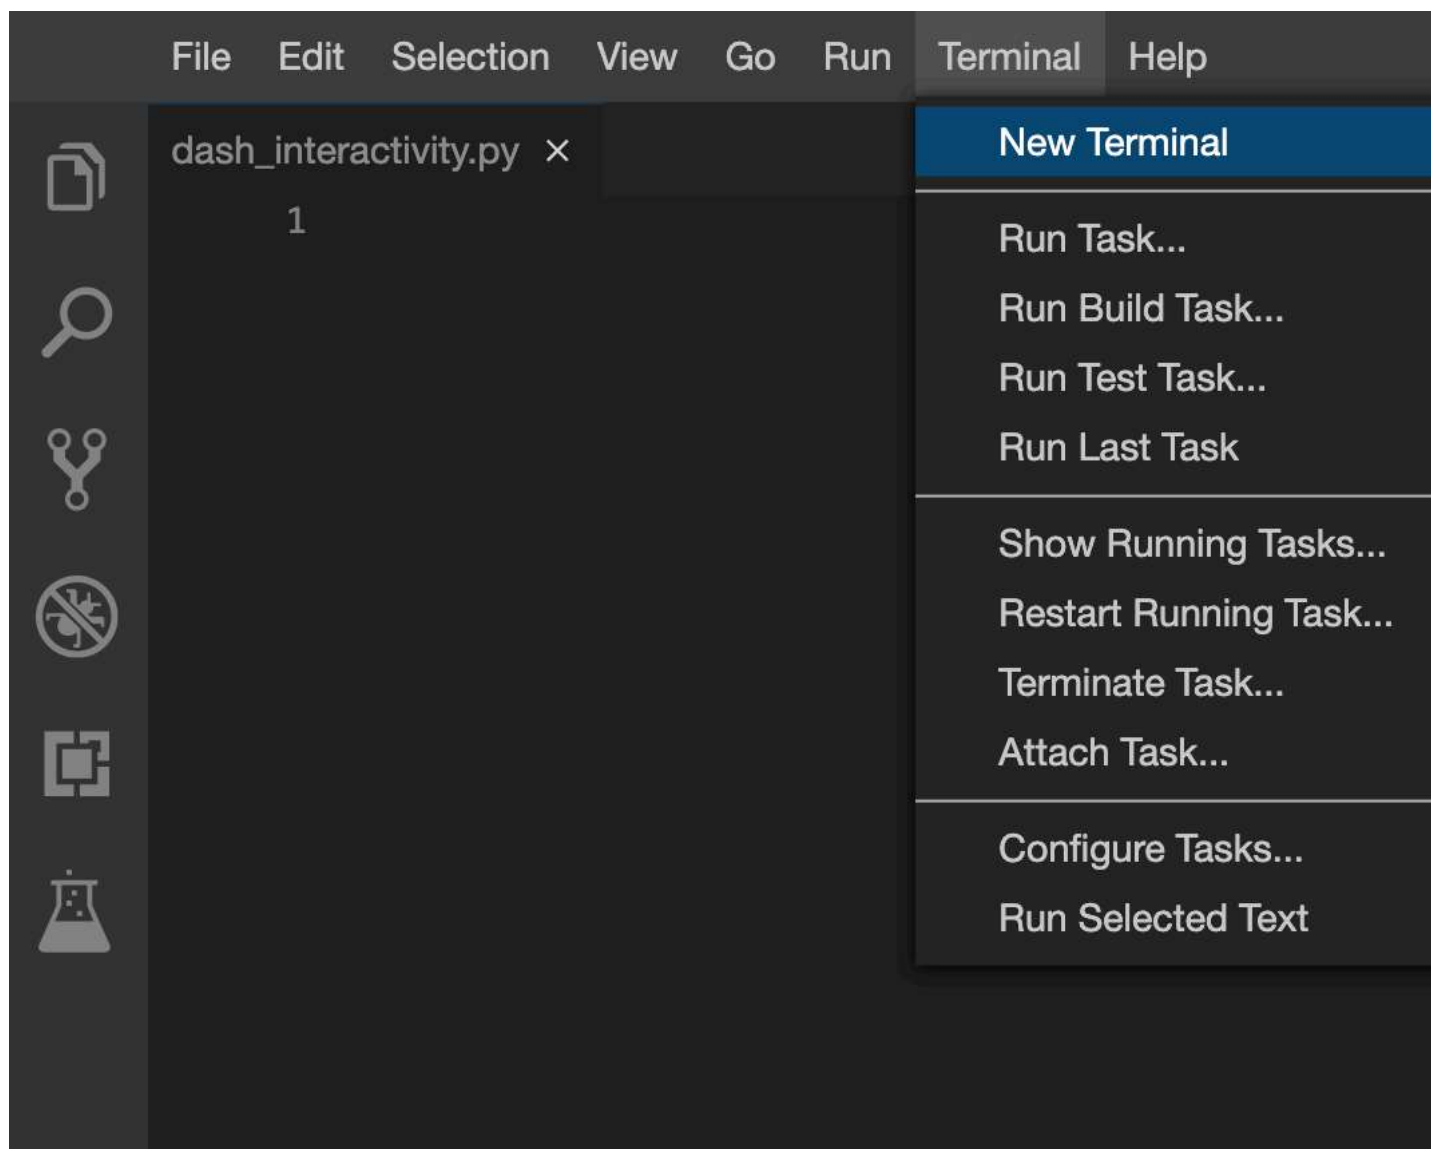 File Edit Selection View Go Run Terminal Help
dash_interactivity.py ×
1
New Terminal
Run Task...
Run Build Task...
Run Test Task...
Run Last Task
Show Running Tasks...
Restart Running Task...
Terminate Task...
Attach Task...
Configure Tasks...
Run Selected Text